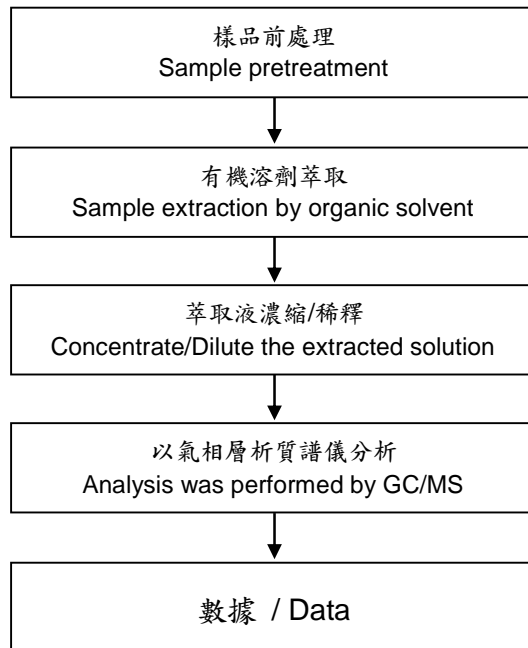 樣品前處理
Sample pretreatment
有機溶劑萃取
Sample extraction by organic solvent
萃取液濃縮/稀釋
Concentrate/Dilute the extracted solution
以氣相層析質譜儀分析
Analysis was performed by GC/MS
數據 / Data